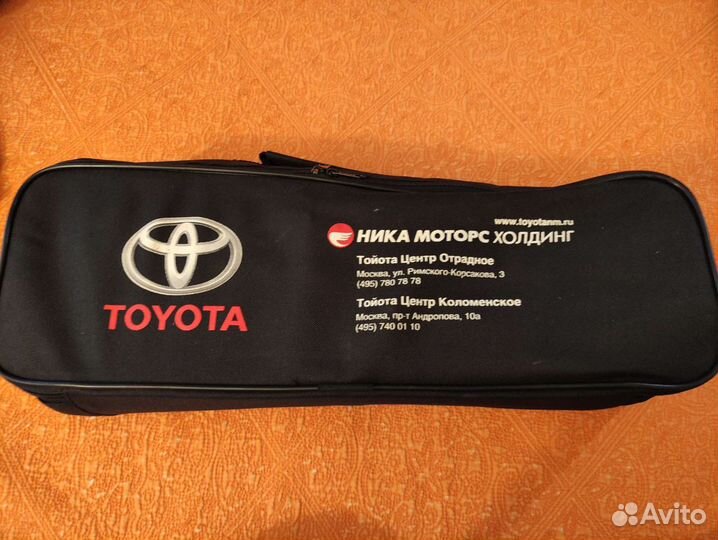 TOYOTA
www.toyotanm.ru
НИКА МОТОРС ХОЛДИНГ
Тойота Центр Отрадное
Москва, ул. Римского-Корсакова, 3
(495) 780 78 78
Тойота Центр Коломенское
Москва, пр-т Андропова, 10а
(495) 740 01 10
Avito